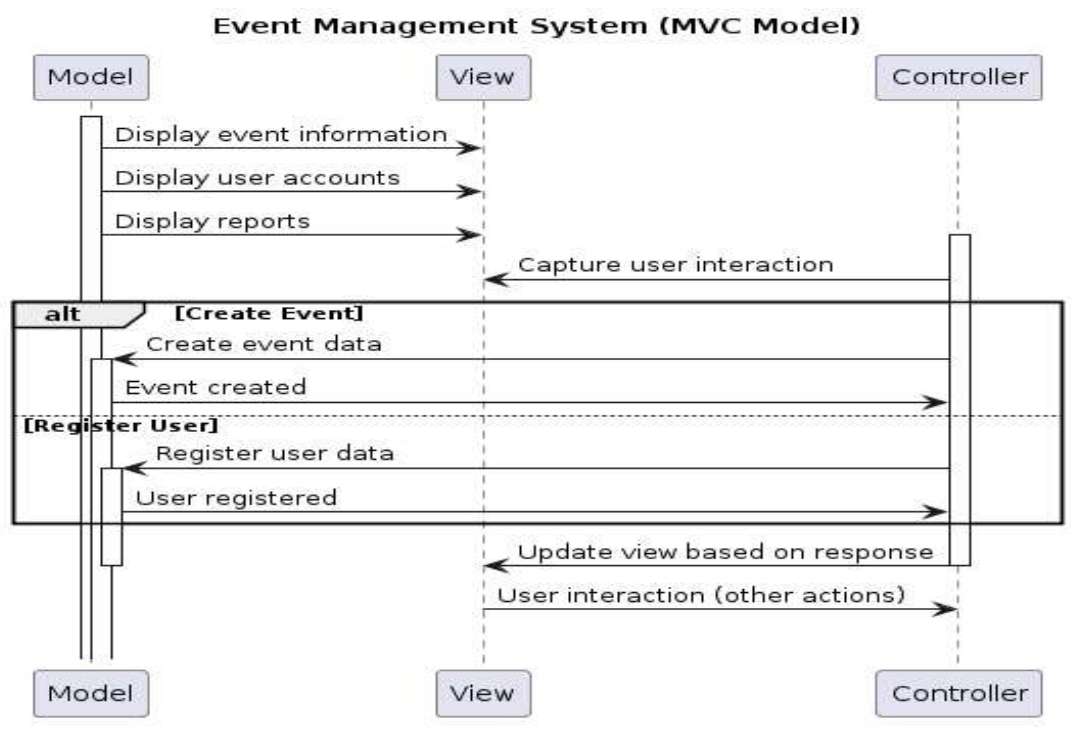 Event Management System (MVC Model)
Model
View
Controller
Display event information
Display user accounts
Display reports
Capture user interaction
alt
[Create Event]
Create event data
Event created
[Register User]
Register user data
User registered
Update view based on response
User interaction (other actions)
Model
View
Controller